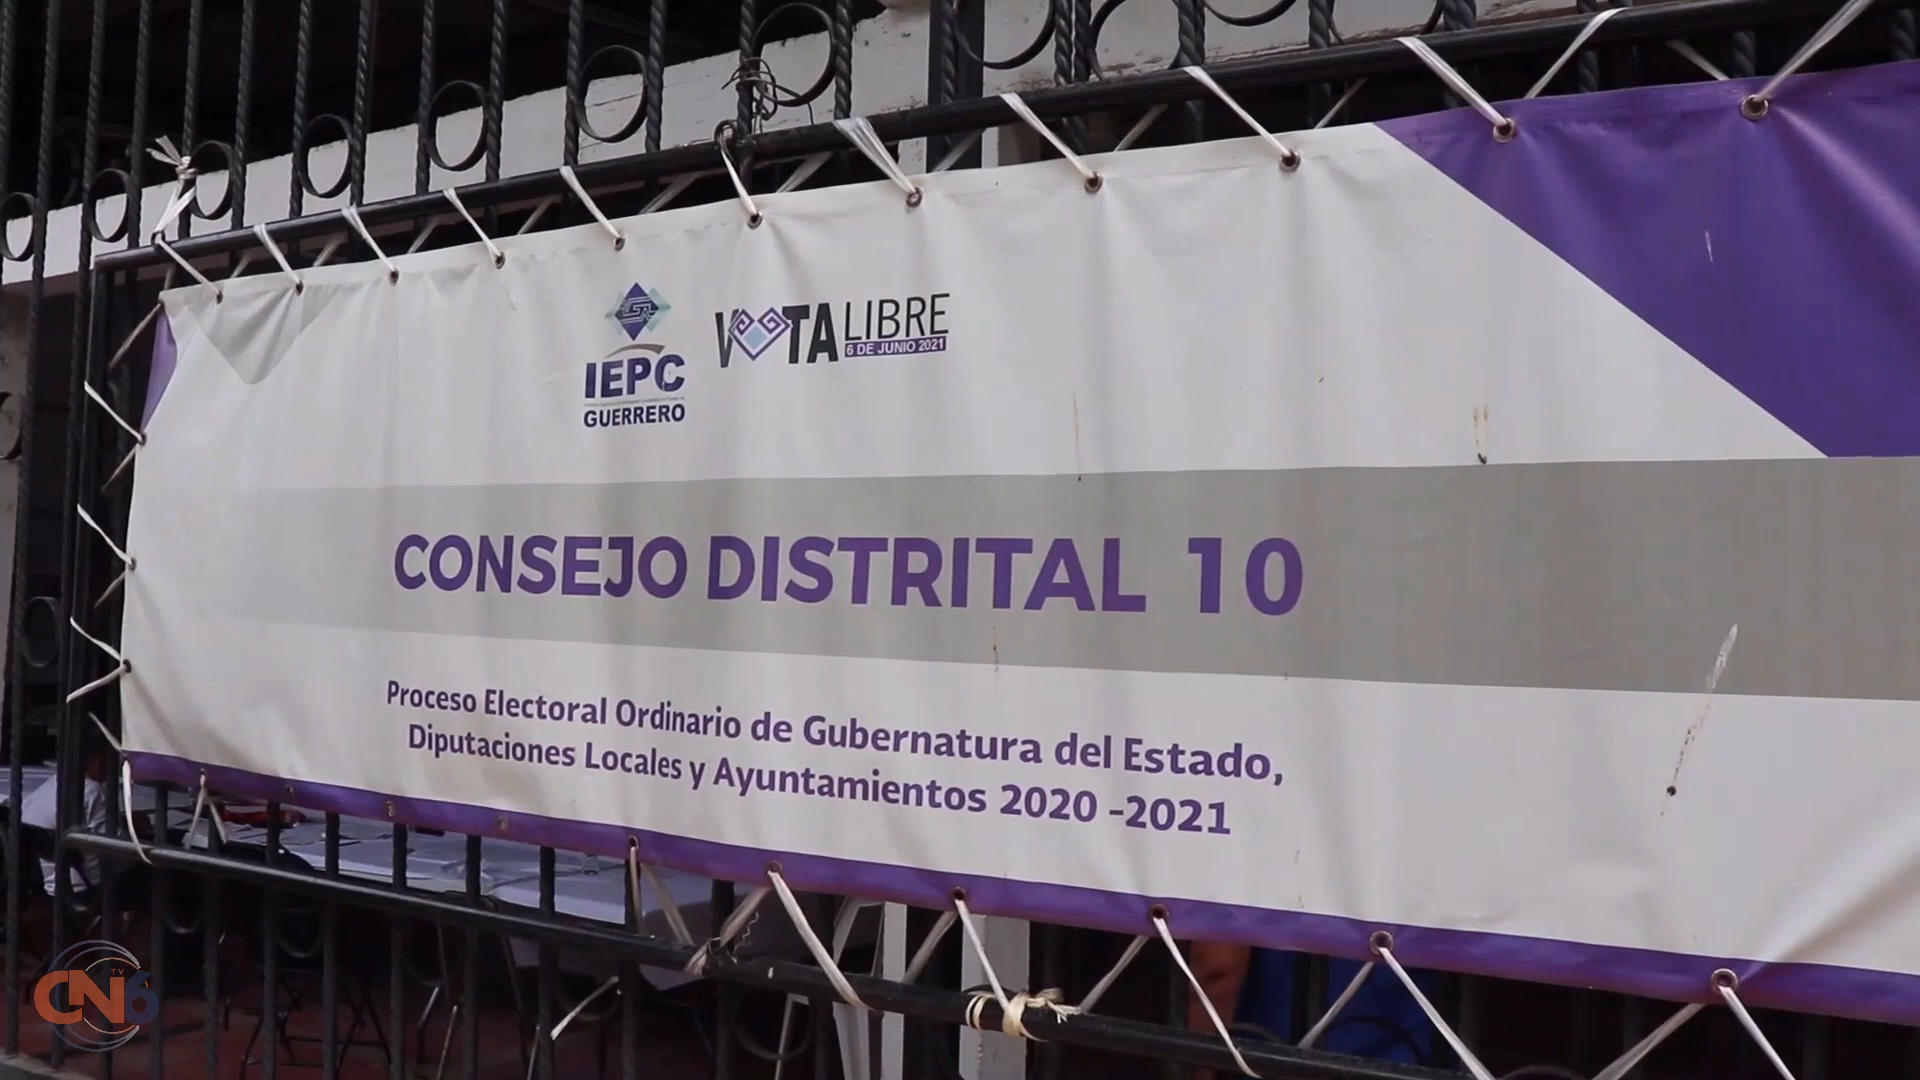 IEPC
GUERRERO
VOTA LIBRE
6 DE JUNIO 2021
CONSEJO DISTRITAL 10
Proceso Electoral Ordinario de Gubernatura del Estado,
Diputaciones Locales y Ayuntamientos 2020 -2021
CN6
TV